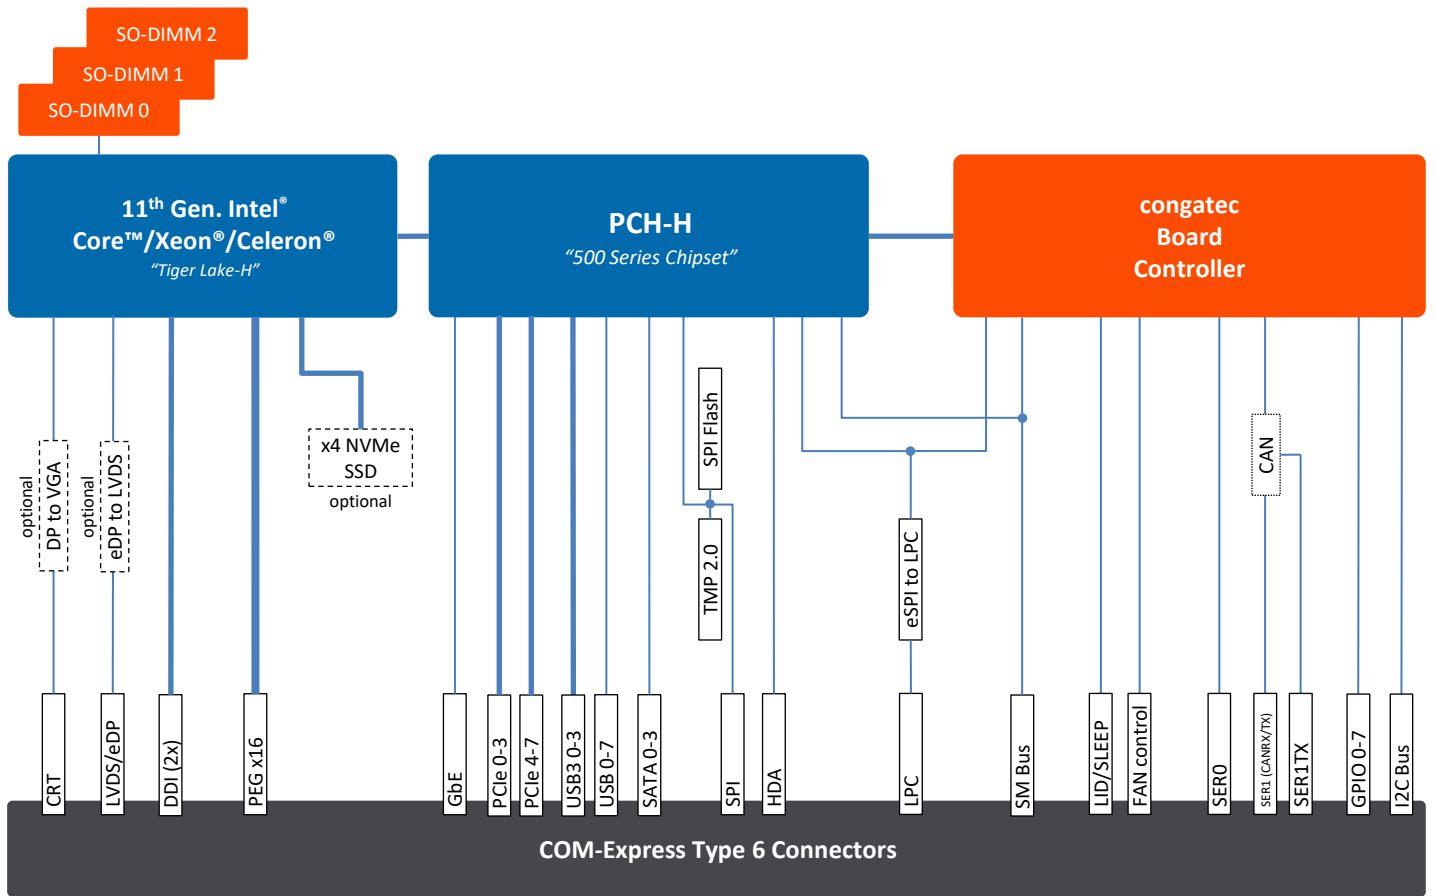 SO-DIMM 2
SO-DIMM 1
SO-DIMM 0
11th Gen. Intel®
Core™/Xeon®/Celeron®
“Tiger Lake-H”
PCH-H
“500 Series Chipset”
congatec
Board
Controller
optional
DP to VGA
optional
eDP to LVDS
x4 NVMe
SSD
optional
SPI Flash
TMP 2.0
eSPI to LPC
CAN
CRT
LVDS/eDP
DDI (2x)
PEG x16
GbE
PCIe 0-3
PCIe 4-7
USB3 0-3
USB 0-7
SATA 0-3
SPI
HDA
LPC
SM Bus
LID/SLEEP
FAN control
SER0
SER1 (CANRX/TX)
SER1TX
GPIO 0-7
I2C Bus
COM-Express Type 6 Connectors